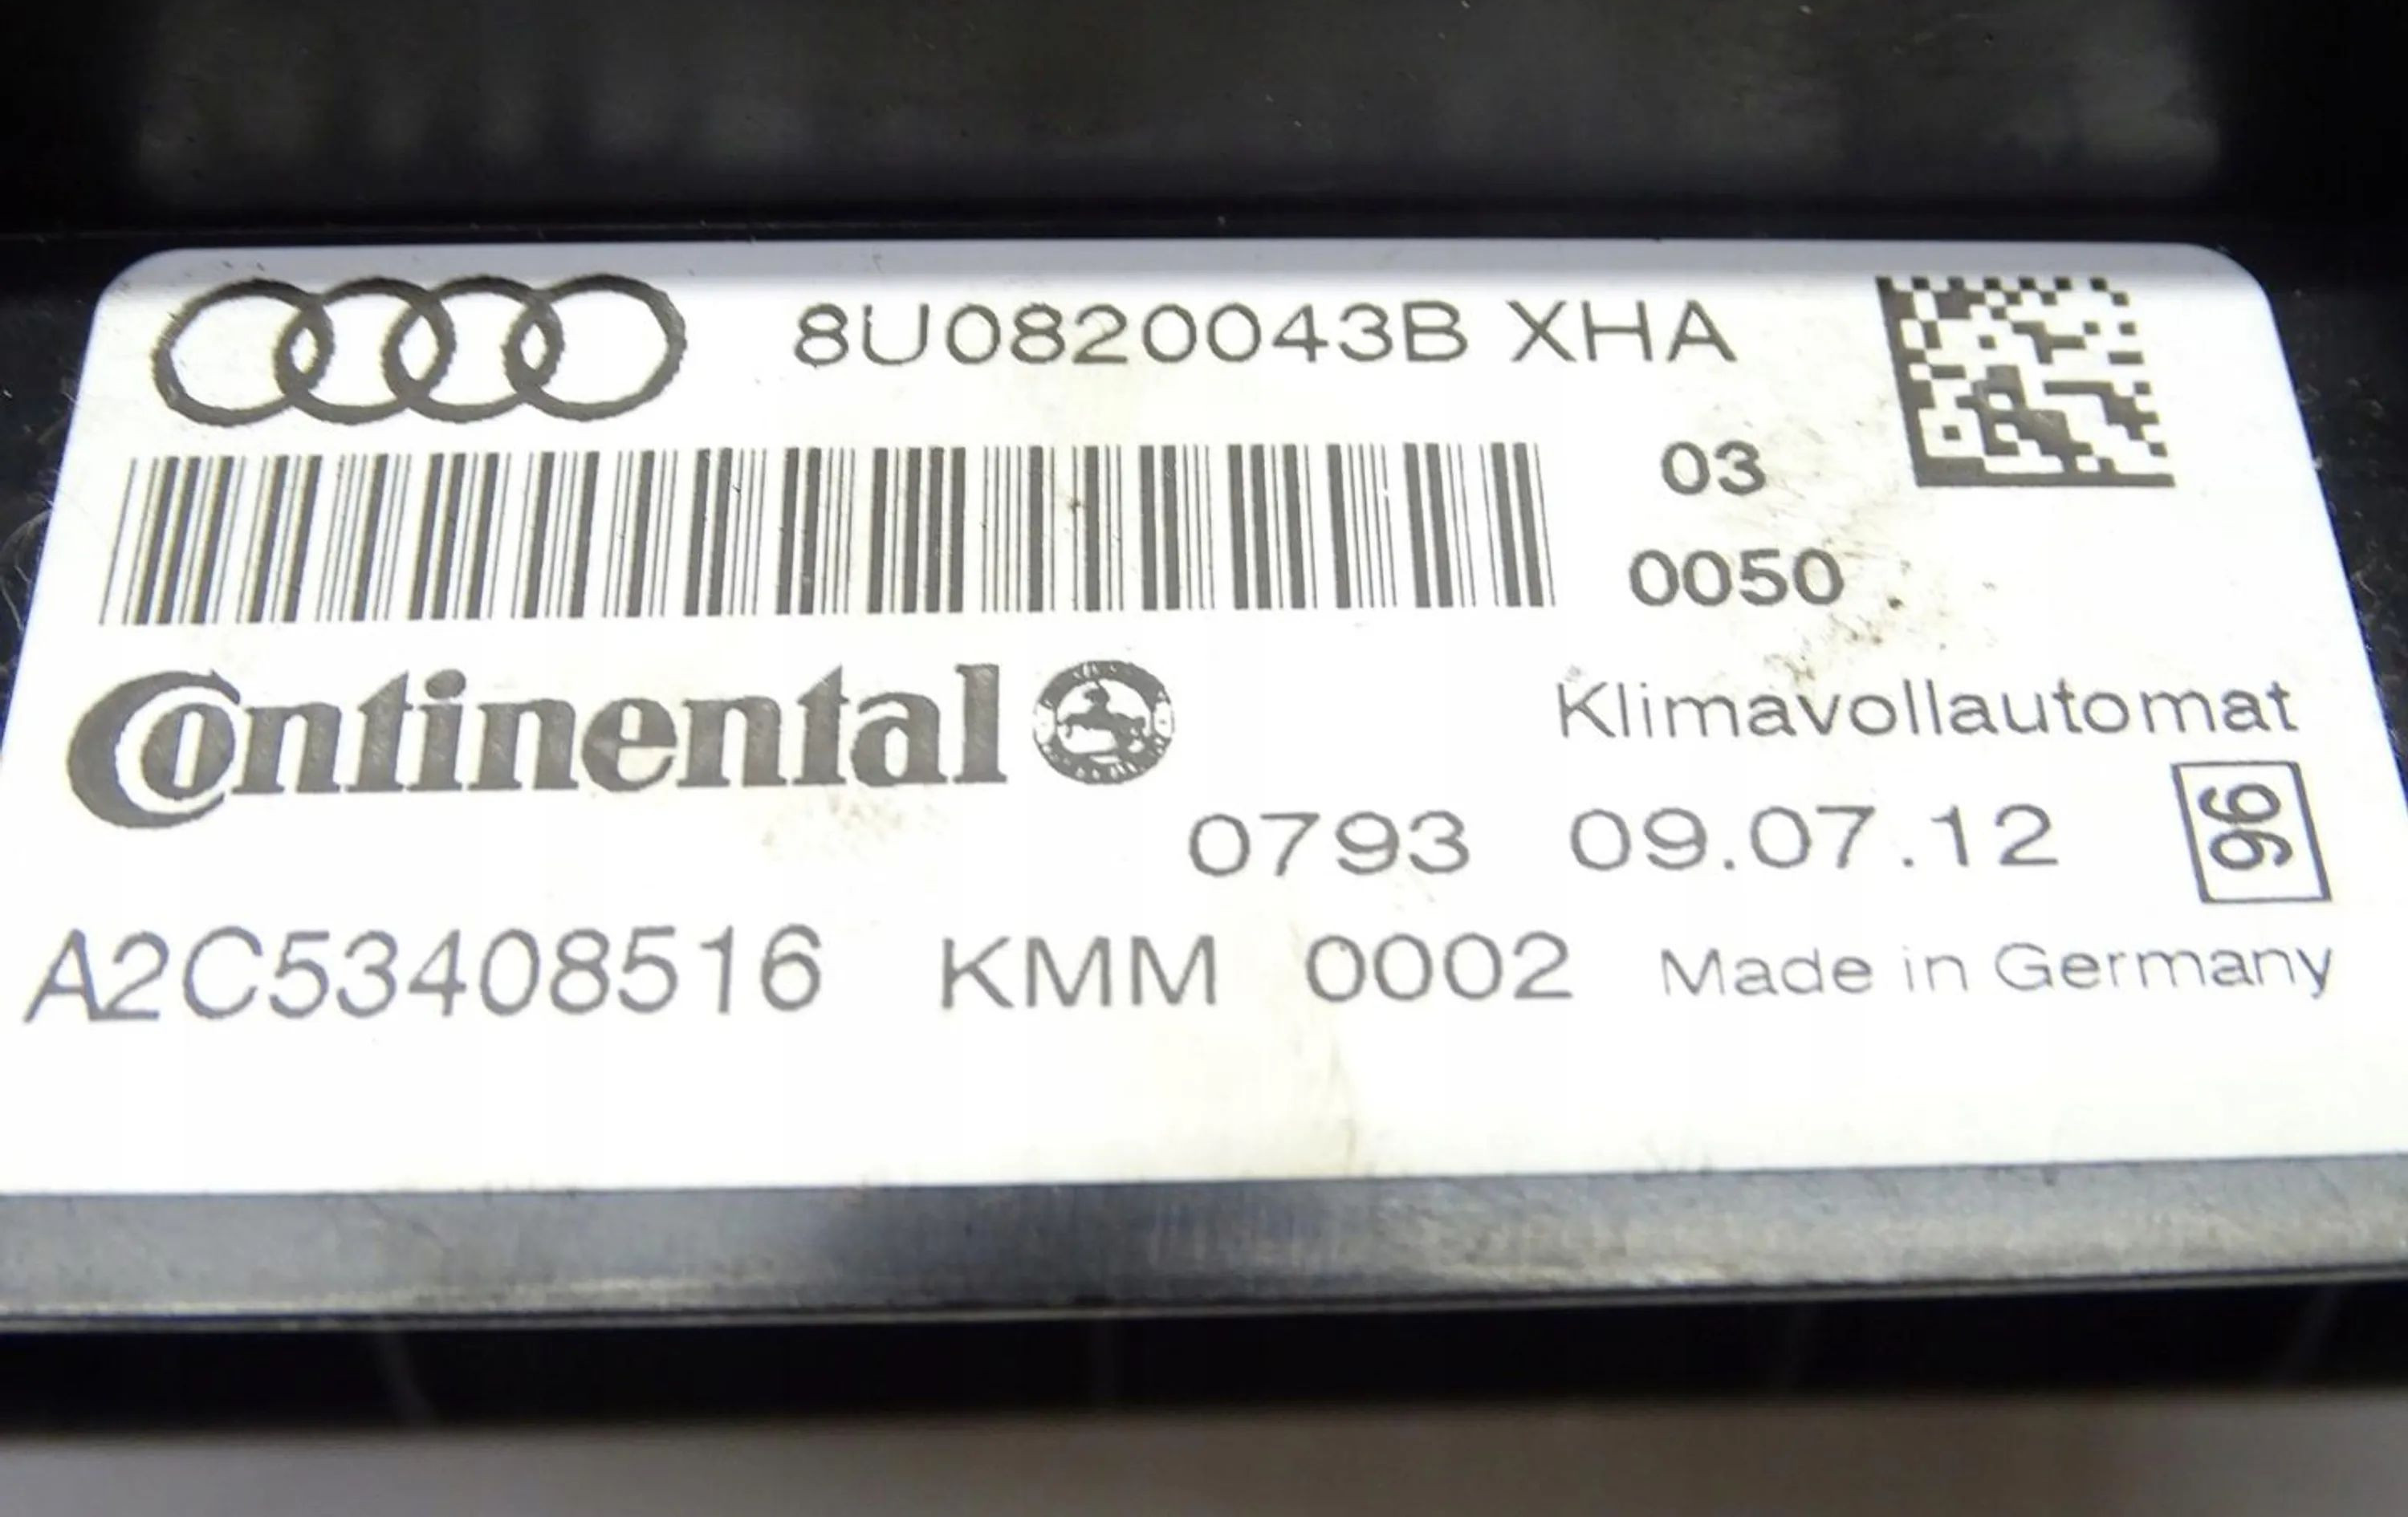 8U0820043B XHA
03
0050
Continental
Klimavollautomat
0793 09.07.12 96
A2C53408516 KMM 0002 Made in Germany